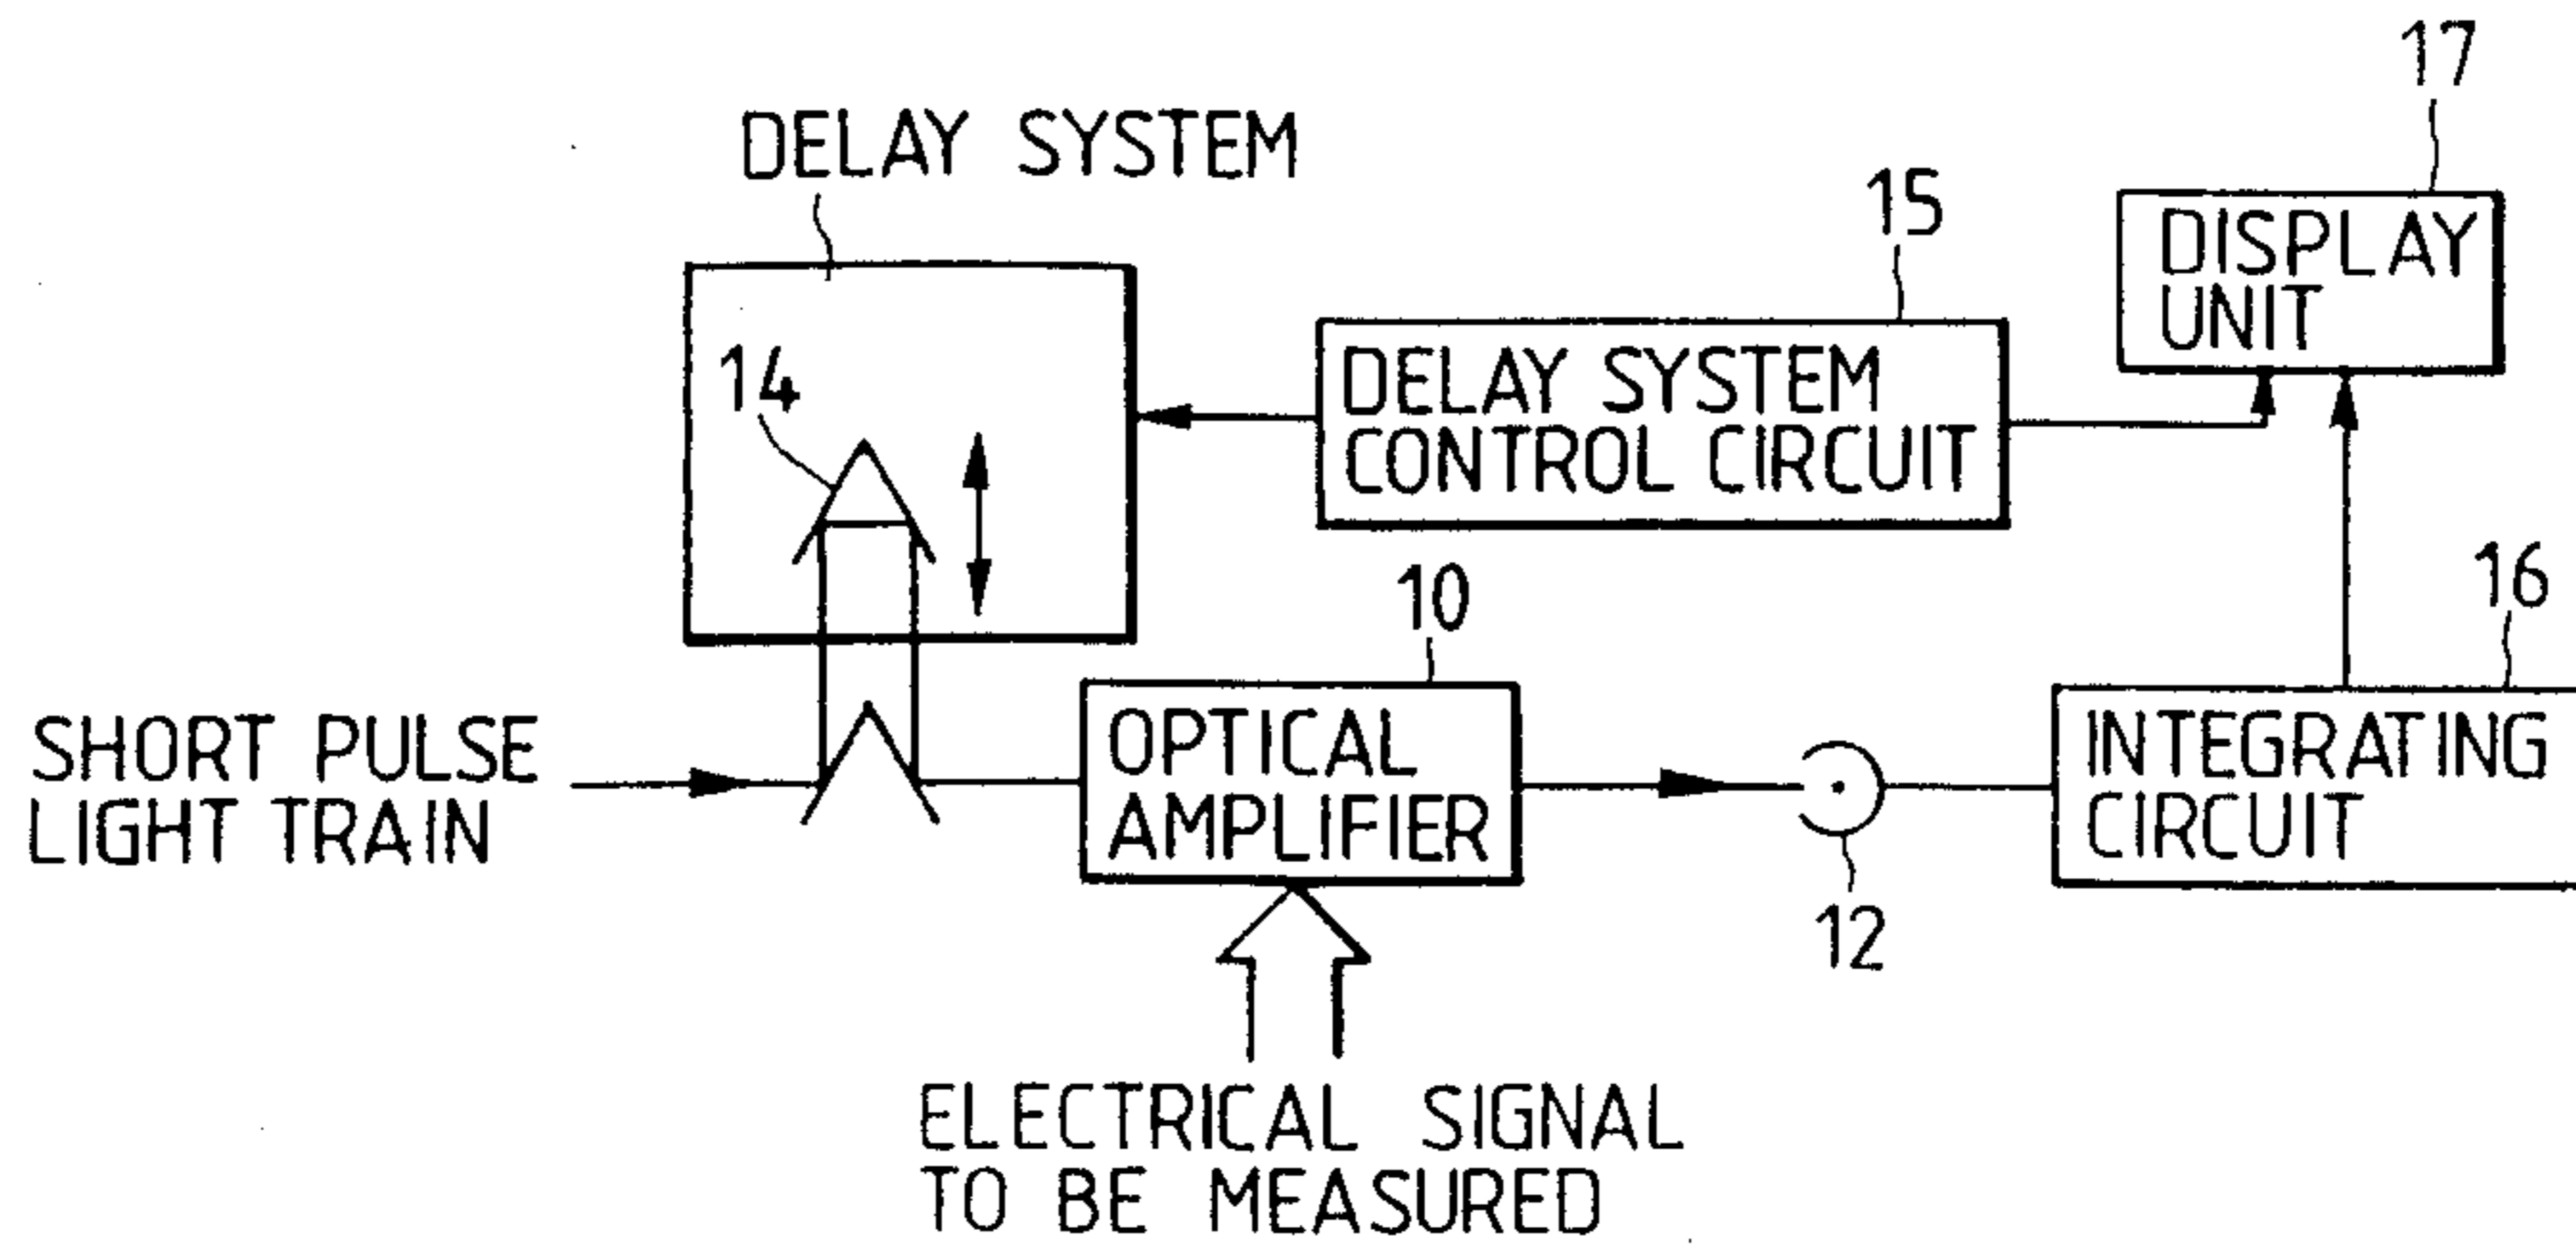 17
DELAY SYSTEM
15
DISPLAY
UNIT
14
DELAY SYSTEM
CONTROL CIRCUIT
10
16
SHORT PULSE
LIGHT TRAIN
OPTICAL
AMPLIFIER
INTEGRATING
CIRCUIT
12
ELECTRICAL SIGNAL
TO BE MEASURED